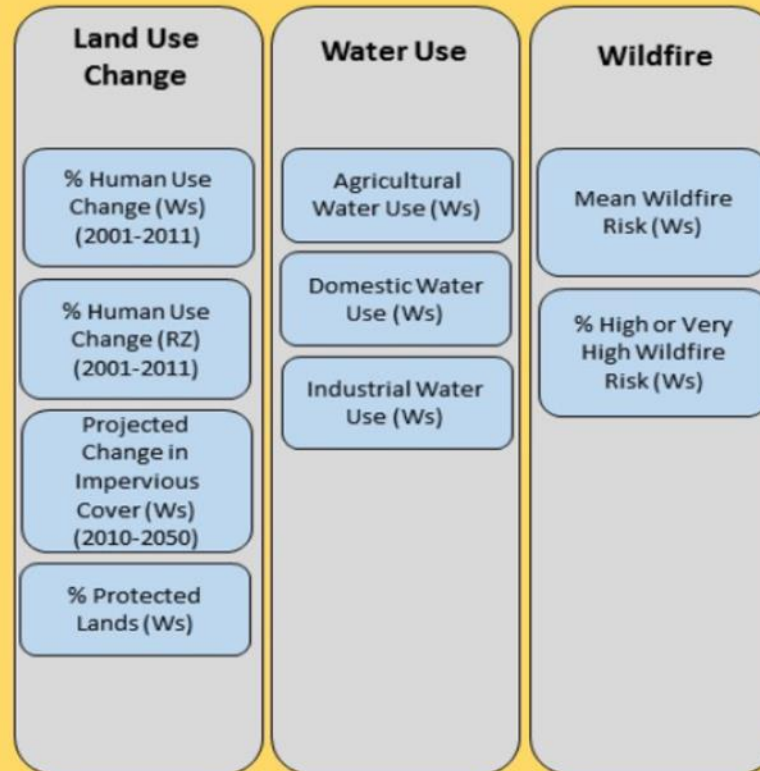 Land Use
Change
% Human Use
Change (Ws)
(2001-2011)
% Human Use
Change (RZ)
(2001-2011)
Projected
Change in
Impervious
Cover (Ws)
(2010-2050)
% Protected
Lands (Ws)
Water Use
Agricultural
Water Use (Ws)
Domestic Water
Use (Ws)
Industrial Water
Use (Ws)
Wildfire
Mean Wildfire
Risk (Ws)
% High or Very
High Wildfire
Risk (Ws)